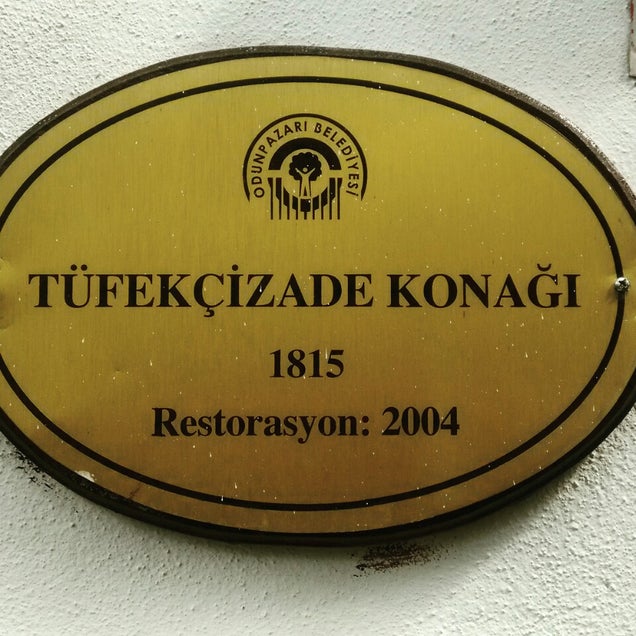 ODUNPAZARI BELEDİYESİ
TÜFEKÇİZADE KONAĞI
1815
Restorasyon: 2004